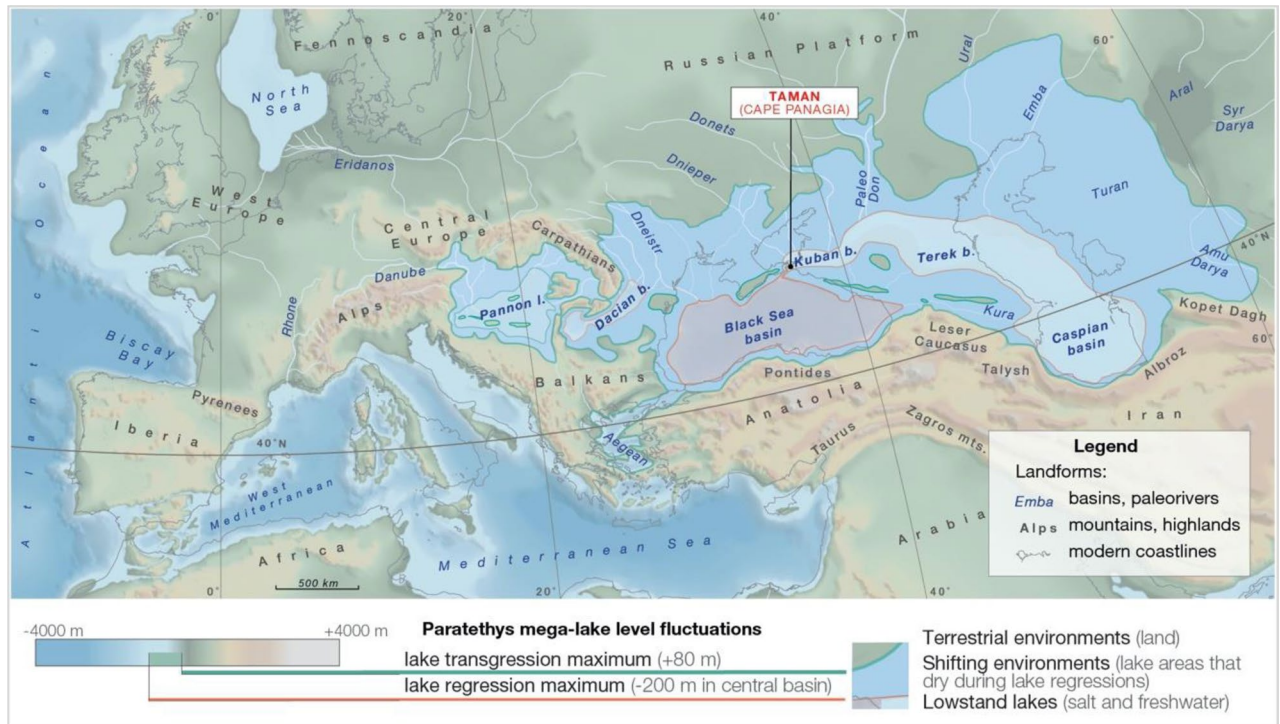 0°
20°
40°
60°
Fennoscandia
Russian Platform
Ural
Emba
Aral
Syr
Darya
North
Sea
TAMAN
(CAPE PANAGIA)
Donets
Dnieper
Eridanos
Paleo
Don
Turan
West
Europe
Central
Europe
Carpathians
Dneistr
Kuban b.
Terek b.
40°N
Amu
Darya
Atlantic Ocean
Danube
Pannon l.
Dacian b.
Rhone
Alps
Black Sea
basin
Kura
Kopet Dagh
Leser
Caucasus
Caspian
basin
60°
Biscay
Bay
Balkans
Pontides
Talysh
Albroz
Pyrenees
Anatolia
Iberia
40°N
Aegean
Taurus
Zagros mts.
Iran
West
Mediterranean
Mediterranean Sea
Arabia
Africa
0°
500 km
20°
40°
Legend
Landforms:
Emba basins, paleorivers
Alps mountains, highlands
modern coastlines
-4000 m
+4000 m
Paratethys mega-lake level fluctuations
lake transgression maximum (+80 m)
lake regression maximum (-200 m in central basin)
Terrestrial environments (land)
Shifting environments (lake areas that
dry during lake regressions)
Lowstand lakes (salt and freshwater)